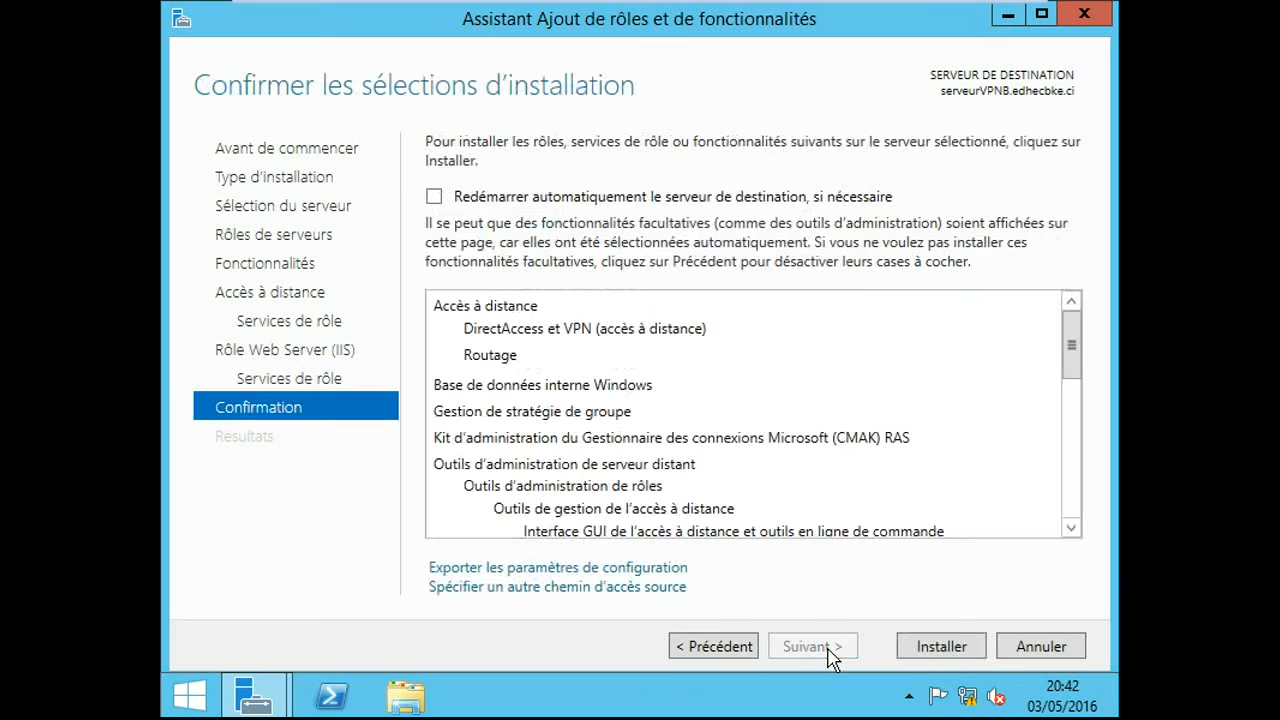 Assistant Ajout de rôles et de fonctionnalités
Confirmer les sélections d'installation
SERVEUR DE DESTINATION
serveurVPNB.edhecbke.ci
Avant de commencer
Type d'installation
Sélection du serveur
Rôles de serveurs
Fonctionnalités
Accès à distance
Services de rôle
Rôle Web Server (IIS)
Services de rôle
Confirmation
Résultats
Pour installer les rôles, services de rôle ou fonctionnalités suivants sur le serveur sélectionné, cliquez sur
Installer.
Redémarrer automatiquement le serveur de destination, si nécessaire
Il se peut que des fonctionnalités facultatives (comme des outils d'administration) soient affichées sur
cette page, car elles ont été sélectionnées automatiquement. Si vous ne voulez pas installer ces
fonctionnalités facultatives, cliquez sur Précédent pour désactiver leurs cases à cocher.
Accès à distance
DirectAccess et VPN (accès à distance)
Routage
Base de données interne Windows
Gestion de stratégie de groupe
Kit d'administration du Gestionnaire des connexions Microsoft (CMAK) RAS
Outils d'administration de serveur distant
Outils d'administration de rôles
Outils de gestion de l'accès à distance
Interface GUI de l'accès à distance et outils en ligne de commande
Exporter les paramètres de configuration
Spécifier un autre chemin d'accès source
< Précédent
Suivant >
Installer
Annuler
20:42
03/05/2016